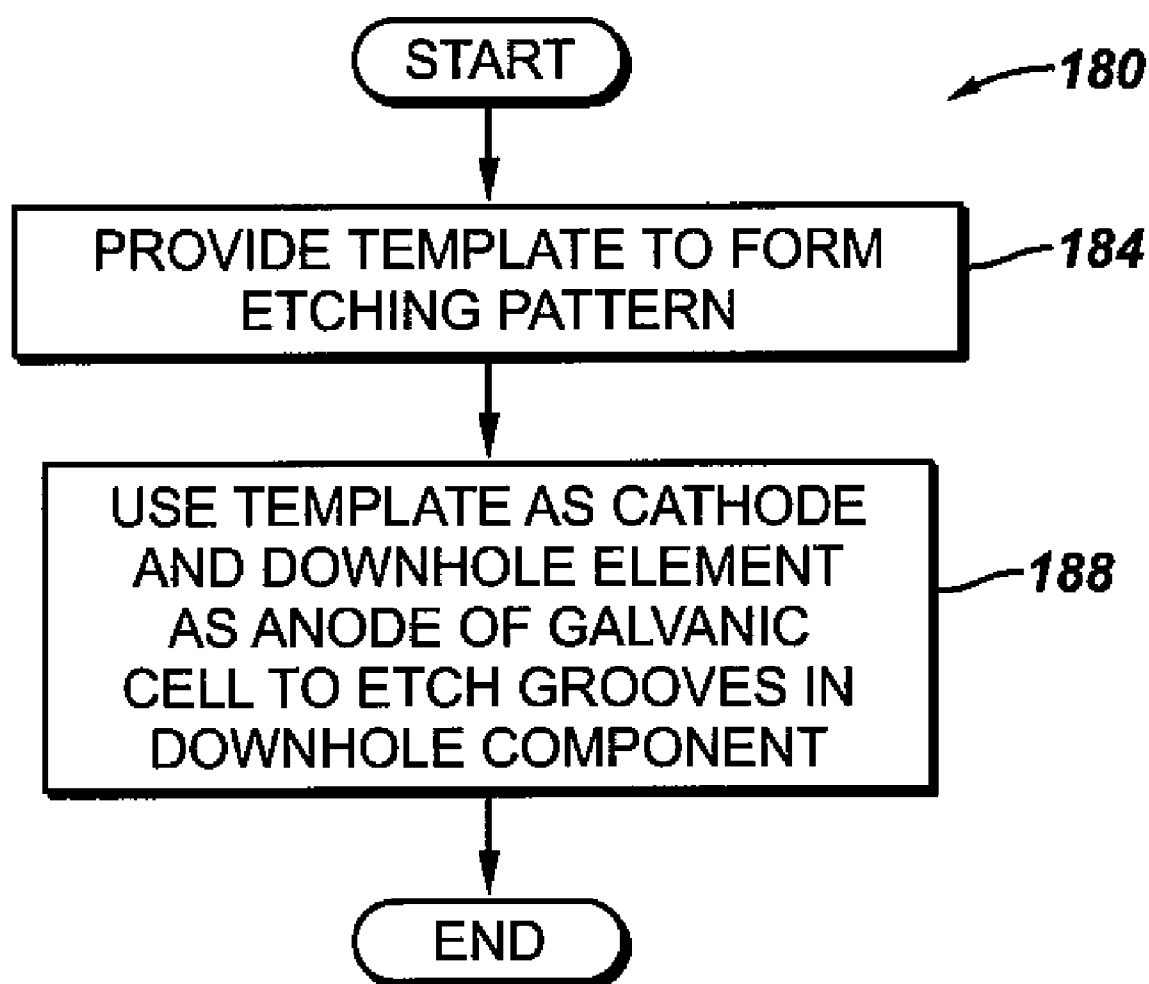 START
180
PROVIDE TEMPLATE TO FORM
ETCHING PATTERN
184
USE TEMPLATE AS CATHODE
AND DOWNHOLE ELEMENT
AS ANODE OF GALVANIC
CELL TO ETCH GROOVES IN
DOWNHOLE COMPONENT
188
END